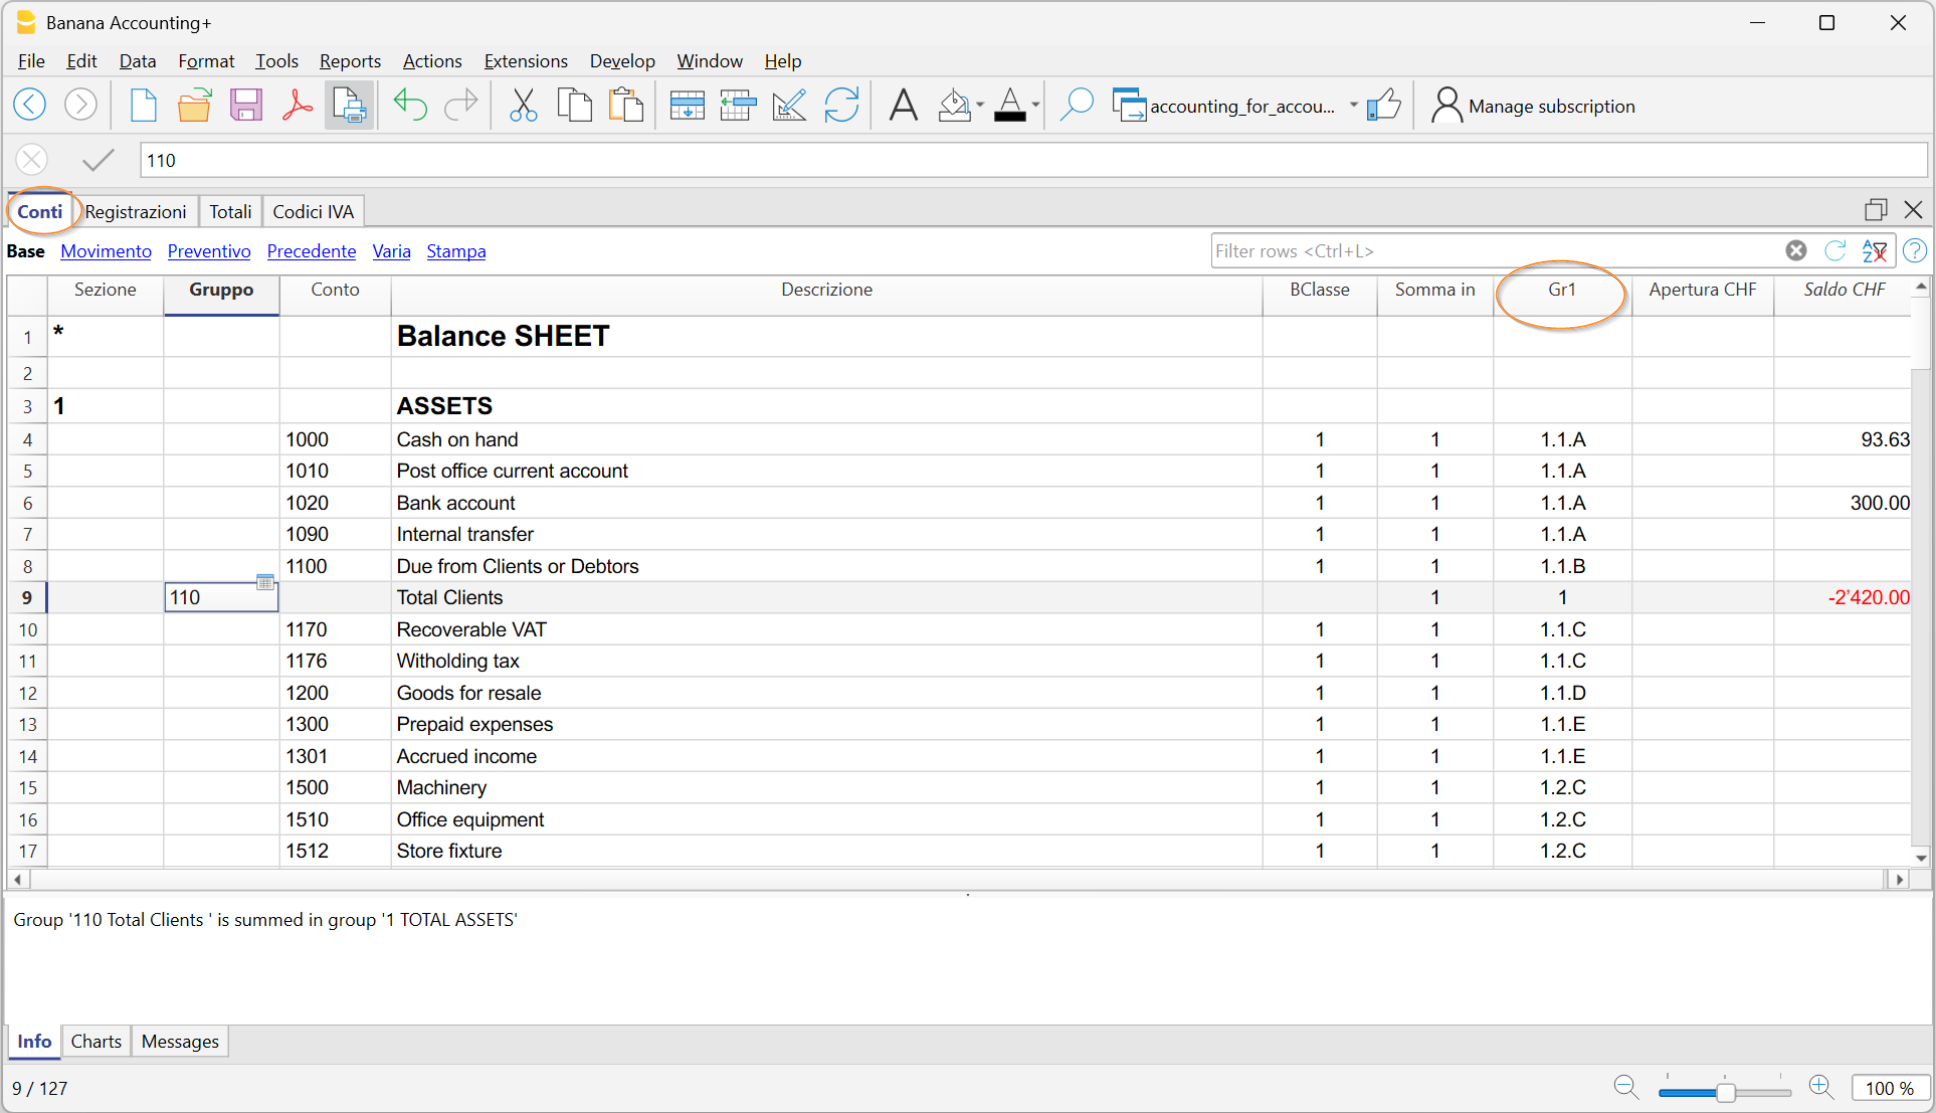 Banana Accounting+
File Edit Data Format Tools Reports Actions Extensions Develop Window Help
accounting_for_accou... Manage subscription
110
Conti Registrazioni Totali Codici IVA
Base Movimento Preventivo Precedente Varia Stampa Filter rows <Ctrl+L>
Sezione Gruppo Conto Descrizione BClasse Somma in Gr1 Apertura CHF Saldo CHF
1 * Balance SHEET
2
3 1 ASSETS
4 1000 Cash on hand 1 1 1.1.A 93.63
5 1010 Post office current account 1 1 1.1.A
6 1020 Bank account 1 1 1.1.A 300.00
7 1090 Internal transfer 1 1 1.1.A
8 1100 Due from Clients or Debtors 1 1 1.1.B
9 110 Total Clients 1 1 -2'420.00
10 1170 Recoverable VAT 1 1 1.1.C
11 1176 Witholding tax 1 1 1.1.C
12 1200 Goods for resale 1 1 1.1.D
13 1300 Prepaid expenses 1 1 1.1.E
14 1301 Accrued income 1 1 1.1.E
15 1500 Machinery 1 1 1.2.C
16 1510 Office equipment 1 1 1.2.C
17 1512 Store fixture 1 1 1.2.C
Group '110 Total Clients ' is summed in group '1 TOTAL ASSETS'
Info Charts Messages
9 / 127 100 %